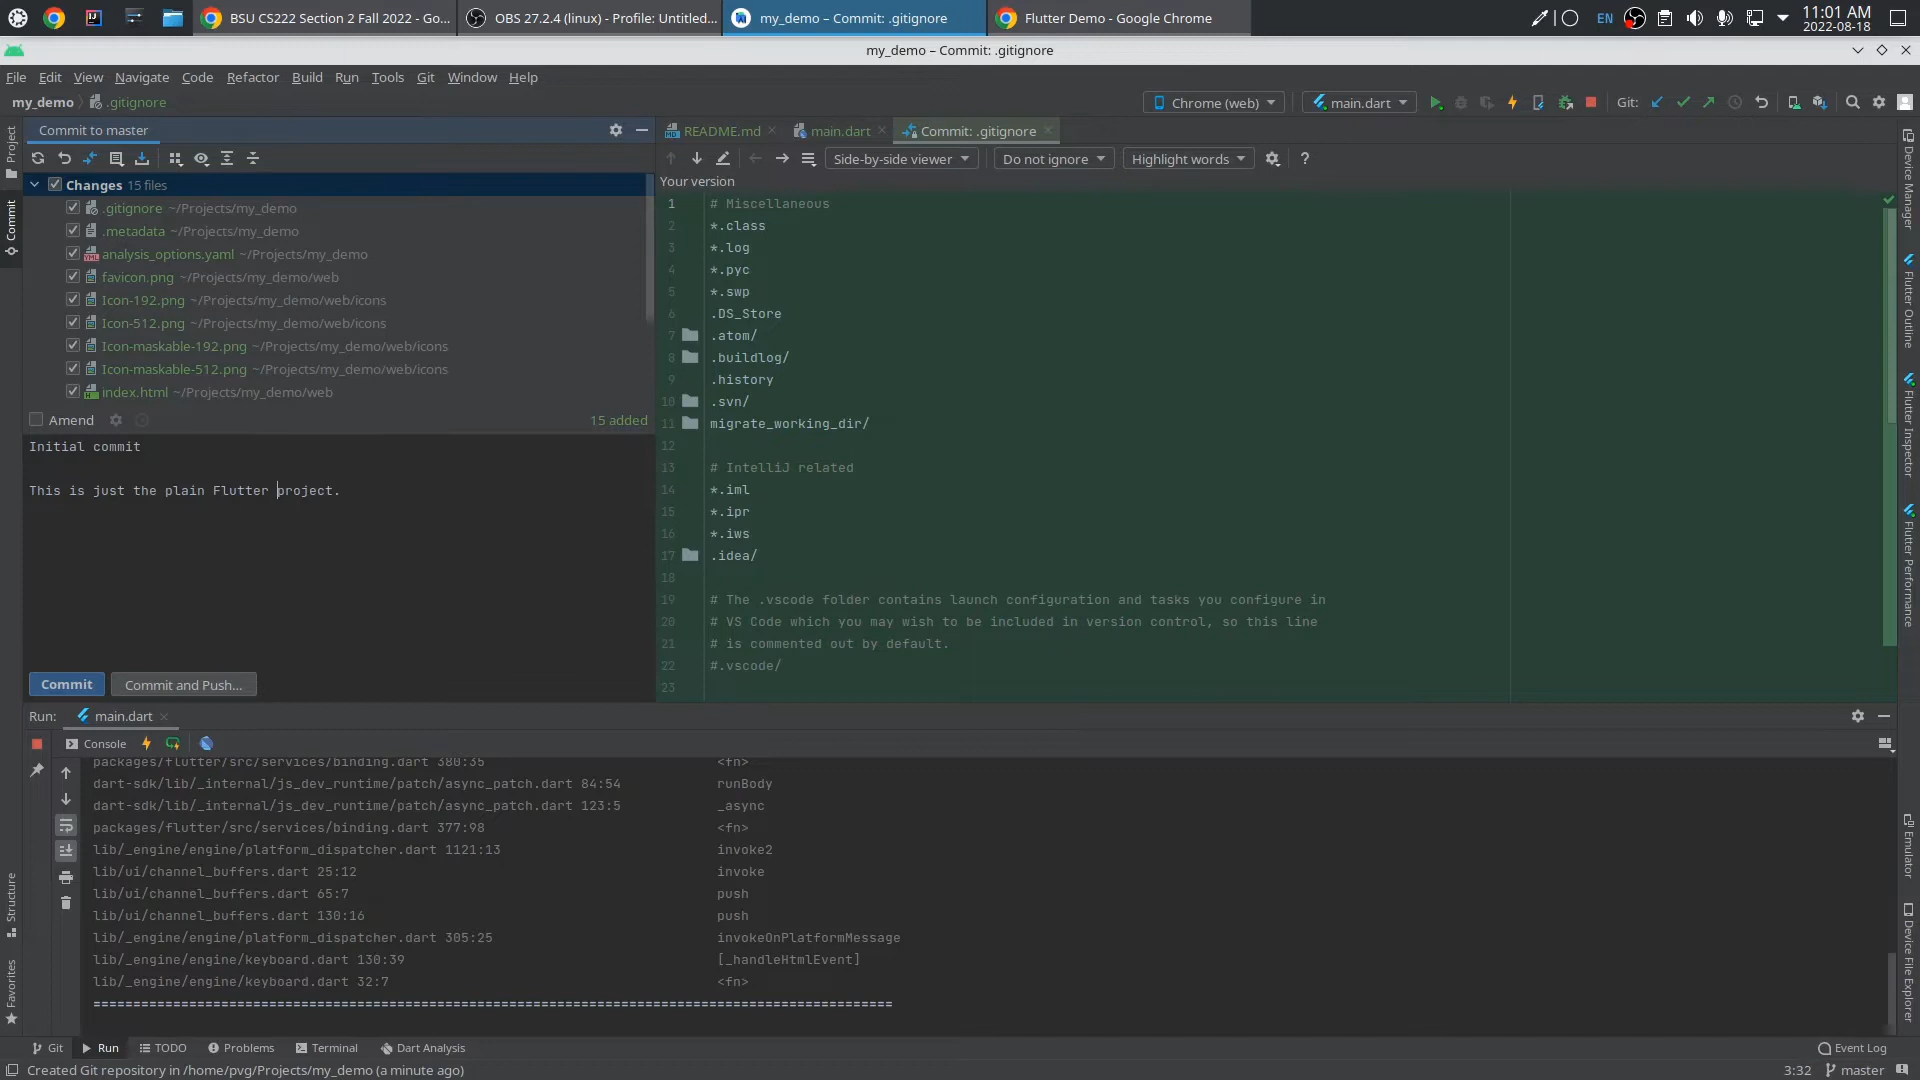 BSU CS222 Section 2 Fall 2022 - Go...
OBS 27.2.4 (linux) - Profile: Untitled...
my_demo – Commit: .gitignore
Flutter Demo - Google Chrome
EN
11:01 AM
2022-08-18
my_demo – Commit: .gitignore
File Edit View Navigate Code Refactor Build Run Tools Git Window Help
my_demo .gitignore
Chrome (web)
main.dart
Git:
Project
Commit
Structure
Favorites
Commit to master
Changes 15 files
.gitignore ~/Projects/my_demo
.metadata ~/Projects/my_demo
analysis_options.yaml ~/Projects/my_demo
favicon.png ~/Projects/my_demo/web
Icon-192.png ~/Projects/my_demo/web/icons
Icon-512.png ~/Projects/my_demo/web/icons
Icon-maskable-192.png ~/Projects/my_demo/web/icons
Icon-maskable-512.png ~/Projects/my_demo/web/icons
index.html ~/Projects/my_demo/web
Amend
15 added
Initial commit
This is just the plain Flutter project.
Commit
Commit and Push...
README.md
main.dart
Commit: .gitignore
Side-by-side viewer
Do not ignore
Highlight words
?
Your version
1 # Miscellaneous
2 *.class
3 *.log
4 *.pyc
5 *.swp
6 .DS_Store
7 .atom/
8 .buildlog/
9 .history
10 .svn/
11 migrate_working_dir/
12
13 # IntelliJ related
14 *.iml
15 *.ipr
16 *.iws
17 .idea/
18
19 # The .vscode folder contains launch configuration and tasks you configure in
20 # VS Code which you may wish to be included in version control, so this line
21 # is commented out by default.
22 #.vscode/
23
Device Manager
Flutter Outline
Flutter Inspector
Flutter Performance
Emulator
Device File Explorer
Run: main.dart
Console
packages/flutter/src/services/binding.dart 380:35 <fn>
dart-sdk/lib/_internal/js_dev_runtime/patch/async_patch.dart 84:54 runBody
dart-sdk/lib/_internal/js_dev_runtime/patch/async_patch.dart 123:5 _async
packages/flutter/src/services/binding.dart 377:98 <fn>
lib/_engine/engine/platform_dispatcher.dart 1121:13 invoke2
lib/ui/channel_buffers.dart 25:12 invoke
lib/ui/channel_buffers.dart 65:7 push
lib/ui/channel_buffers.dart 130:16 push
lib/_engine/engine/platform_dispatcher.dart 305:25 invokeOnPlatformMessage
lib/_engine/engine/keyboard.dart 130:39 [_handleHtmlEvent]
lib/_engine/engine/keyboard.dart 32:7 <fn>
====================================================================================================
Git Run TODO Problems Terminal Dart Analysis
Event Log
Created Git repository in /home/pvg/Projects/my_demo (a minute ago)
3:32
master